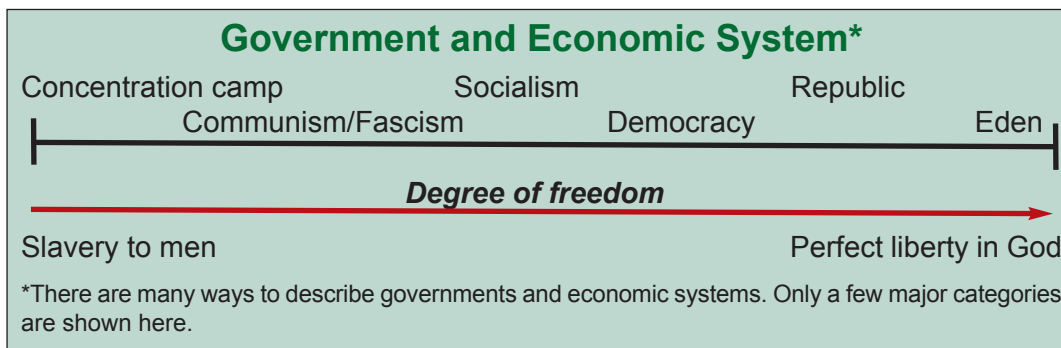 Government and Economic System*
Concentration camp Socialism Republic
Communism/Fascism Democracy Eden
Degree of freedom
Slavery to men Perfect liberty in God
*There are many ways to describe governments and economic systems. Only a few major categories
are shown here.